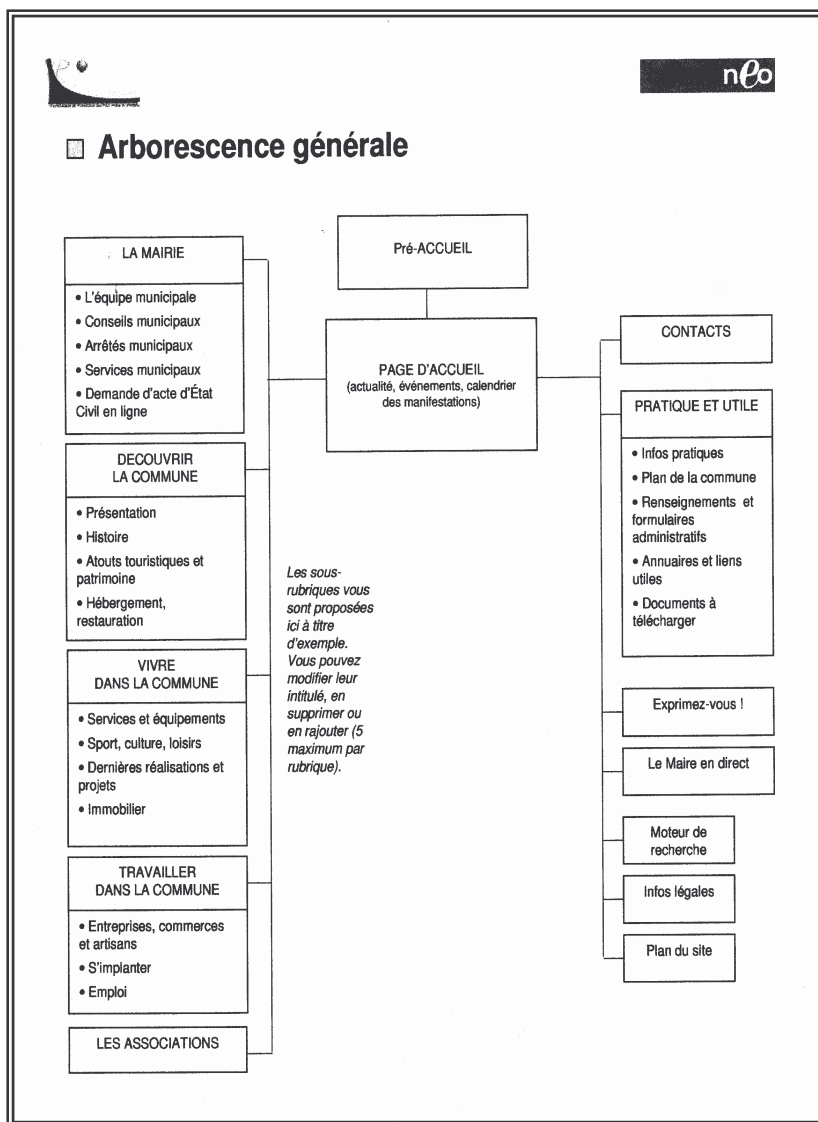 neo
Arborescence générale
Pré-ACCUEIL
PAGE D'ACCUEIL
(actualité, événements, calendrier
des manifestations)
LA MAIRIE
• L'équipe municipale
• Conseils municipaux
• Arrêtés municipaux
• Services municipaux
• Demande d'acte d'État
Civil en ligne
DECOUVRIR
LA COMMUNE
• Présentation
• Histoire
• Atouts touristiques et
patrimoine
• Hébergement,
restauration
VIVRE
DANS LA COMMUNE
• Services et équipements
• Sport, culture, loisirs
• Dernières réalisations et
projets
• Immobilier
TRAVAILLER
DANS LA COMMUNE
• Entreprises, commerces
et artisans
• S'implanter
• Emploi
LES ASSOCIATIONS
Les sous-
rubriques vous
sont proposées
ici à titre
d'exemple.
Vous pouvez
modifier leur
intitulé, en
supprimer ou
en rajouter (5
maximum par
rubrique).
CONTACTS
PRATIQUE ET UTILE
• Infos pratiques
• Plan de la commune
• Renseignements et
formulaires
administratifs
• Annuaires et liens
utiles
• Documents à
télécharger
Exprimez-vous !
Le Maire en direct
Moteur de
recherche
Infos légales
Plan du site